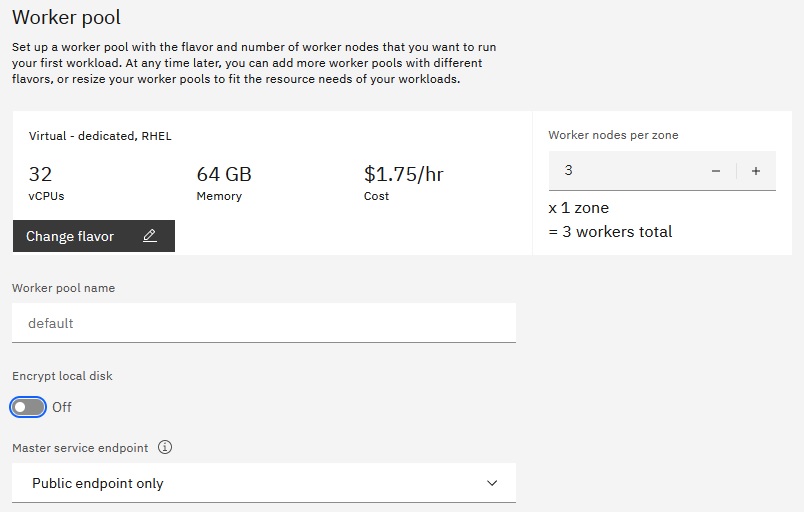 Worker pool
Set up a worker pool with the flavor and number of worker nodes that you want to run
your first workload. At any time later, you can add more worker pools with different
flavors, or resize your worker pools to fit the resource needs of your workloads.
Virtual - dedicated, RHEL
32
vCPUs
64 GB
Memory
$1.75/hr
Cost
Change flavor
Worker nodes per zone
3
x 1 zone
= 3 workers total
Worker pool name
default
Encrypt local disk
Off
Master service endpoint
Public endpoint only